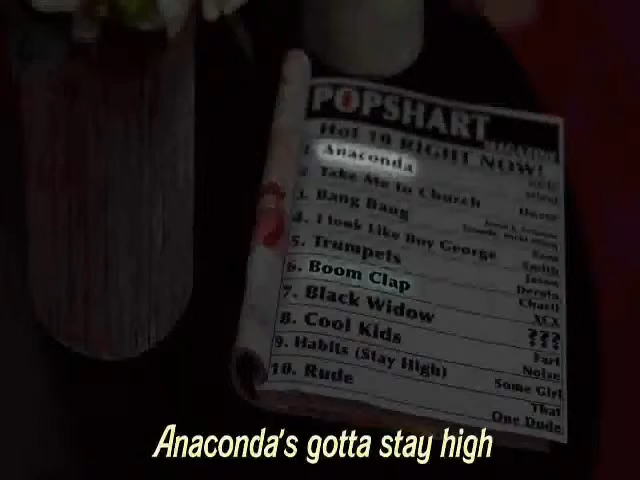 POPSHART
Hot 10 RIGHT NOW!
1. Anaconda
2. Take Me to Church
3. Bang Bang
4. I look Like Boy George
Sam
Smith
5. Trumpets
Jason
Derulo
6. Boom Clap
Charli
XCX
7. Black Widow
???
???
8. Cool Kids
Fart
Noise
9. Habits (Stay High)
Some Girl
10. Rude
That
One Dude
Anaconda's gotta stay high